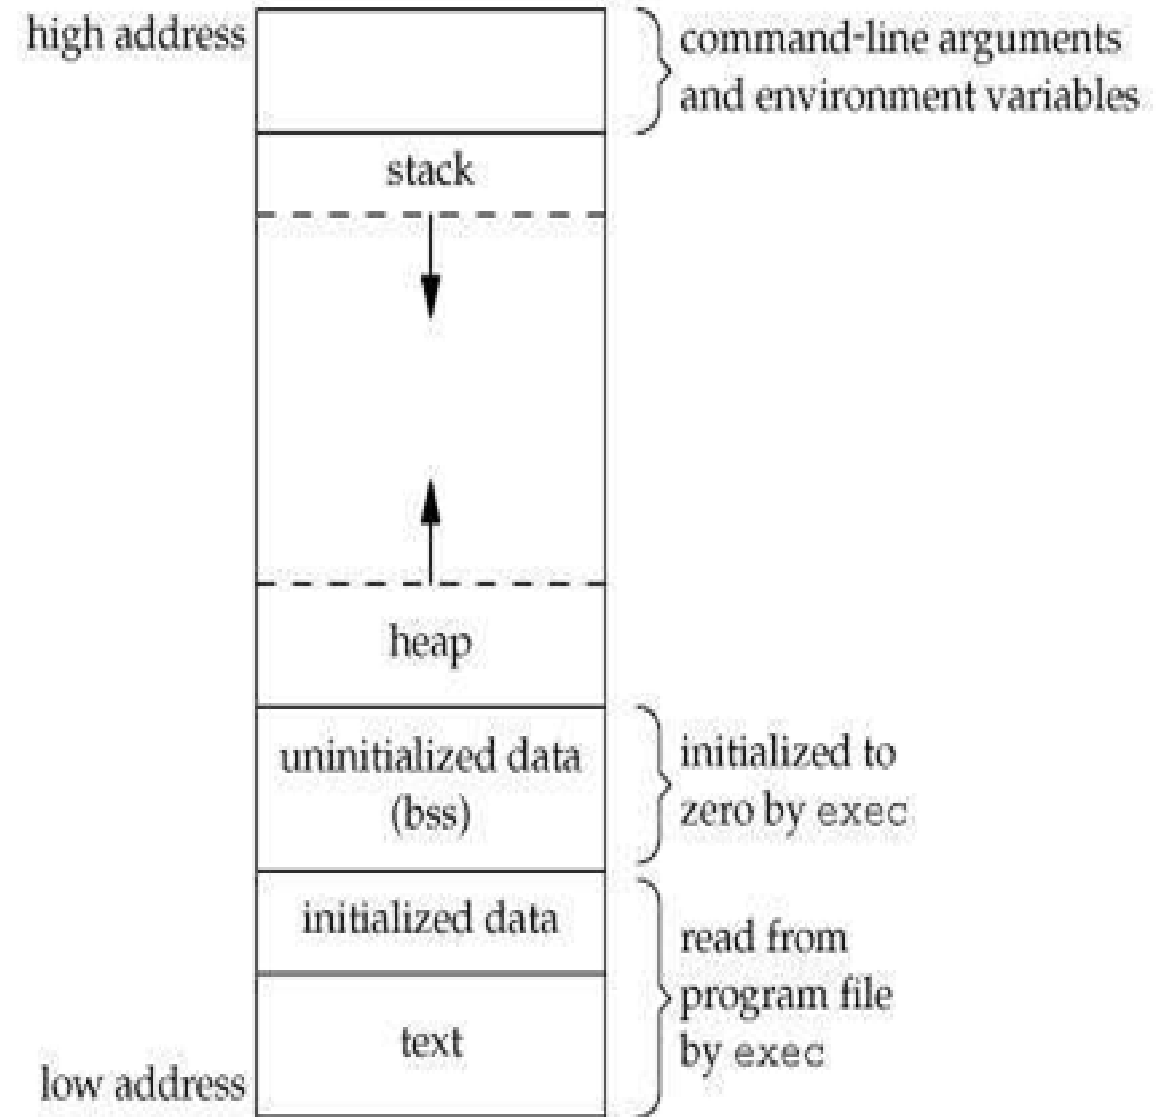 high address
command-line arguments
and environment variables
stack
heap
uninitialized data
(bss)
initialized to
zero by exec
initialized data
read from
program file
by exec
text
low address